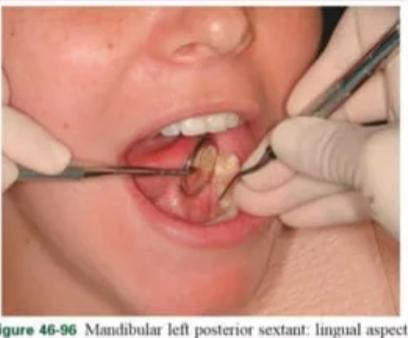 igure 46-96 Mandibular left posterior sextant: lingual aspect